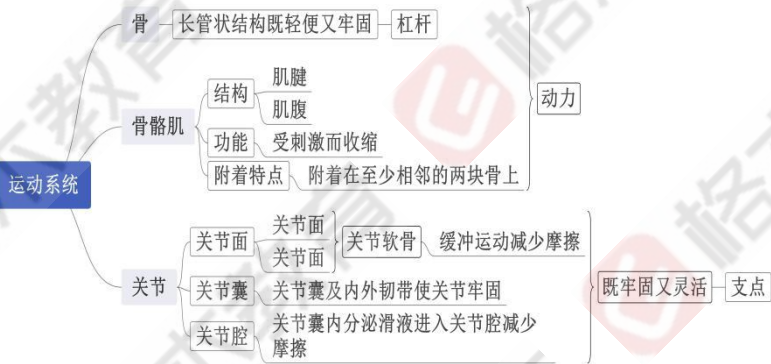 运动系统
骨
长管状结构既轻便又牢固
杠杆
骨骼肌
结构
肌腱
肌腹
功能
受刺激而收缩
附着特点
附着在至少相邻的两块骨上
动力
关节
关节面
关节面
关节面
关节软骨
缓冲运动减少摩擦
关节囊
关节囊及内外韧带使关节牢固
关节腔
关节囊内分泌滑液进入关节腔减少
摩擦
既牢固又灵活
支点